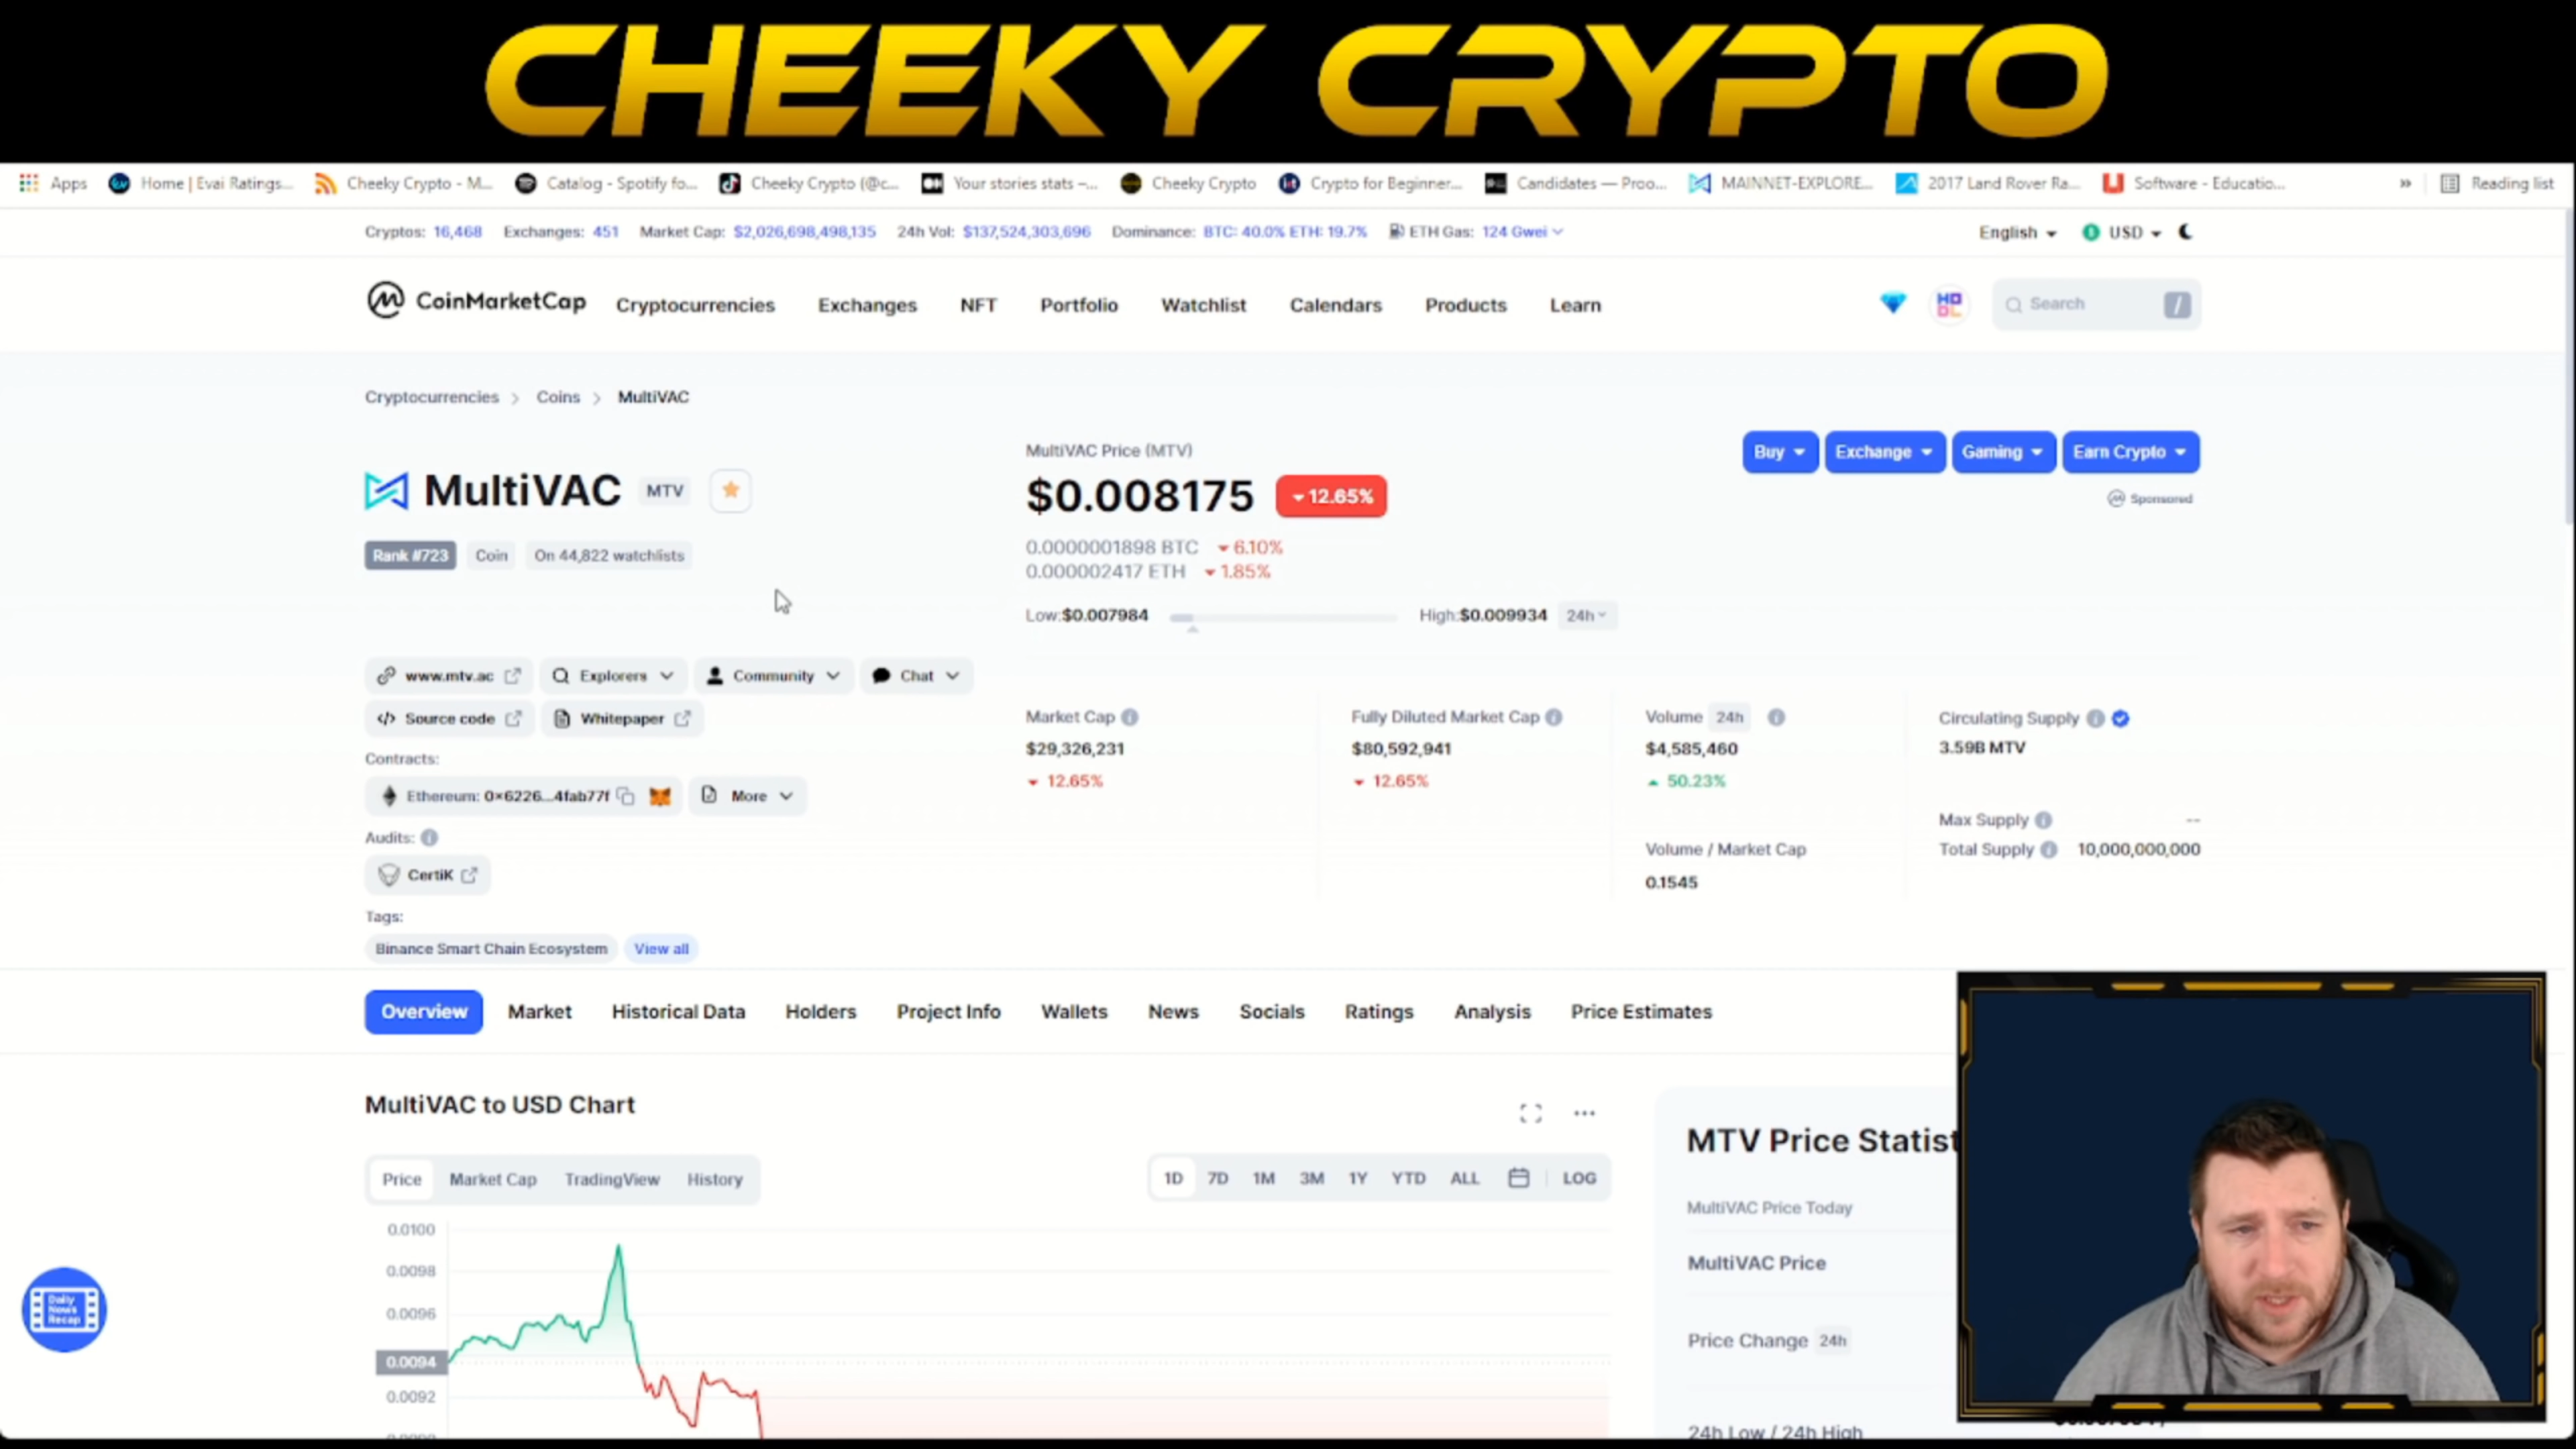 CHEEKY CRYPTO
Apps Home | Evai Ratings... Cheeky Crypto - M... Catalog - Spotify fo... Cheeky Crypto (@c... Your stories stats –... Cheeky Crypto Crypto for Beginner... Candidates — Proo... MAINNET-EXPLORE... 2017 Land Rover Ra... Software - Educatio... » Reading list
Cryptos: 16,468 Exchanges: 451 Market Cap: $2,026,698,498,135 24h Vol: $137,524,303,696 Dominance: BTC: 40.0% ETH: 19.7% ETH Gas: 124 Gwei English USD
CoinMarketCap Cryptocurrencies Exchanges NFT Portfolio Watchlist Calendars Products Learn HODL Search /
Cryptocurrencies > Coins > MultiVAC
MultiVAC MTV
Rank #723 Coin On 44,822 watchlists
MultiVAC Price (MTV)
$0.008175 12.65%
0.0000001898 BTC 6.10%
0.000002417 ETH 1.85%
Low:$0.007984 High:$0.009934 24h
Buy Exchange Gaming Earn Crypto
Sponsored
www.mtv.ac Explorers Community Chat
</> Source code Whitepaper
Contracts:
Ethereum: 0x6226...4fab77f More
Audits:
CertiK
Tags:
Binance Smart Chain Ecosystem View all
Market Cap
$29,326,231
12.65%
Fully Diluted Market Cap
$80,592,941
12.65%
Volume 24h
$4,585,460
50.23%
Volume / Market Cap
0.1545
Circulating Supply
3.59B MTV
Max Supply --
Total Supply 10,000,000,000
Overview Market Historical Data Holders Project Info Wallets News Socials Ratings Analysis Price Estimates
MultiVAC to USD Chart
Price Market Cap TradingView History
1D 7D 1M 3M 1Y YTD ALL LOG
0.0100
0.0098
0.0096
0.0094
0.0092
Daily
News
Recap
MTV Price Statist
MultiVAC Price Today
MultiVAC Price
Price Change 24h
24h Low / 24h High